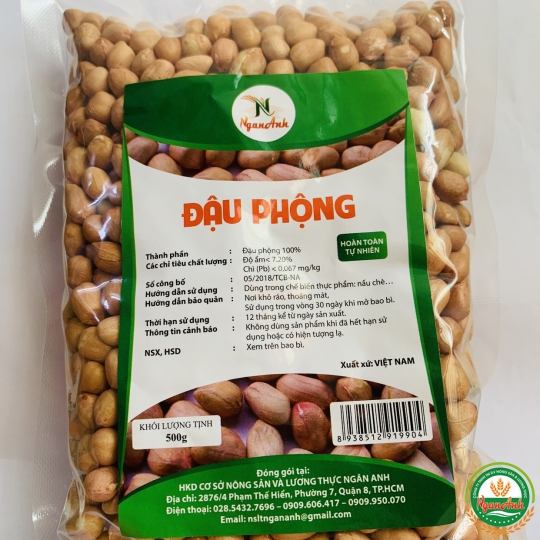 NganAnh
ĐẬU PHỘNG
HOÀN TOÀN
TỰ NHIÊN
Thành phần : Đậu phộng 100%
Các chỉ tiêu chất lượng : Độ ẩm< 7.20%
Chì (Pb) < 0,067 mg/kg
Số công bố : 05/2018/TCB-NA
Hướng dẫn sử dụng : Dùng trong chế biến thực phẩm: nấu chè...
Hướng dẫn bảo quản : Nơi khô ráo, thoáng mát,
Sử dụng trong vòng 30 ngày khi mở bao bì.
Thời hạn sử dụng : 12 tháng kể từ ngày sản xuất.
Thông tin cảnh báo : Không dùng sản phẩm khi đã hết hạn sử
dụng hoặc có hiện tượng lạ.
NSX, HSD : Xem trên bao bì.
Xuất xứ: VIỆT NAM
KHỐI LƯỢNG TỊNH
500g
8 938512 919904
Đóng gói tại:
HKD CƠ SỞ NÔNG SẢN VÀ LƯƠNG THỰC NGÂN ANH
Địa chỉ: 2876/4 Phạm Thế Hiển, Phường 7, Quận 8, TP.HCM
Điện thoại: 028.5432.7696 - 0909.606.417 - 0909.950.070
Email: nsltngananh@gmail.com
NganAnh